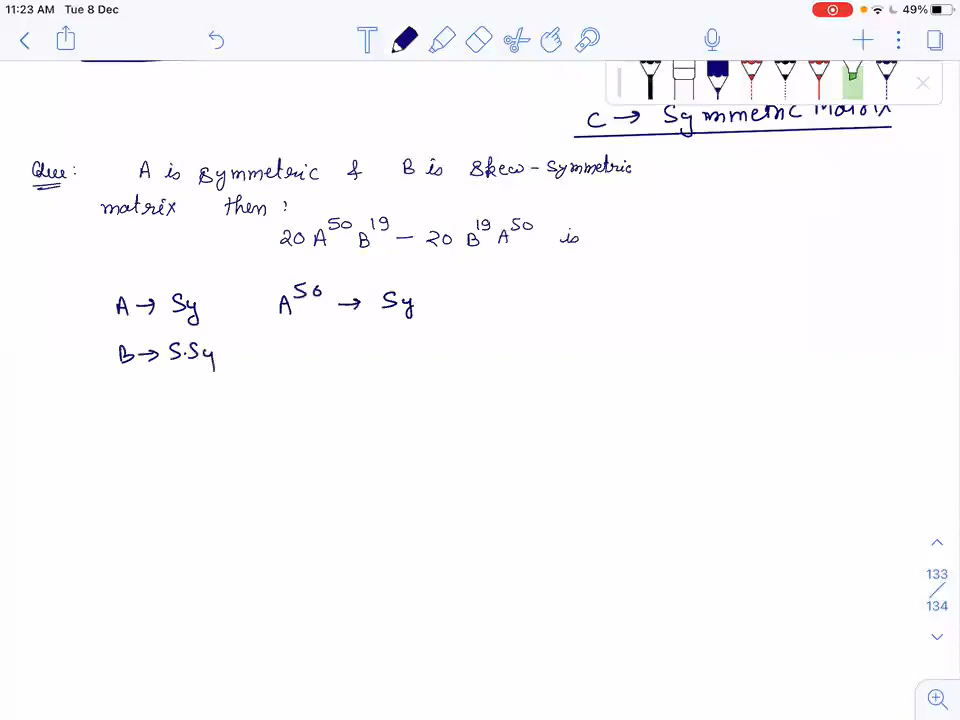 11:23 AM Tue 8 Dec
49%
C → Symmetric Matrix
Que: A is Symmetric & B is Skew-Symmetric
matrix then :
20 A^50 B^19 - 20 B^19 A^50 is
A → Sy A^50 → Sy
B → S.Sy
133
134